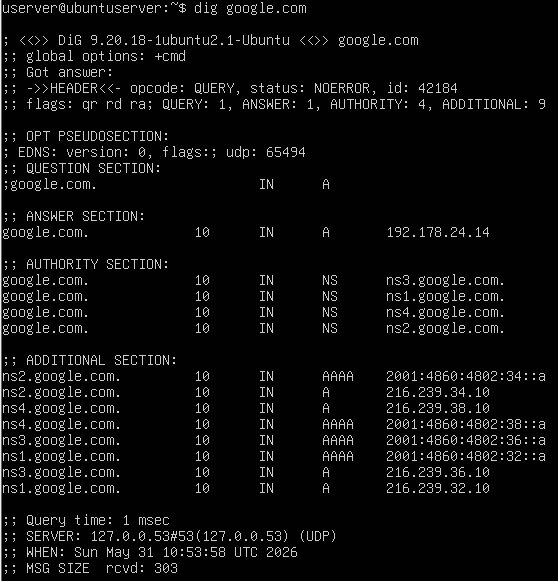 userver@ubuntuserver:~$ dig google.com
; <<>> DiG 9.20.18-1ubuntu2.1-Ubuntu <<>> google.com
;; global options: +cmd
;; Got answer:
;; ->>HEADER<<- opcode: QUERY, status: NOERROR, id: 42184
;; flags: qr rd ra; QUERY: 1, ANSWER: 1, AUTHORITY: 4, ADDITIONAL: 9
;; OPT PSEUDOSECTION:
; EDNS: version: 0, flags:; udp: 65494
;; QUESTION SECTION:
;google.com. IN A
;; ANSWER SECTION:
google.com. 10 IN A 192.178.24.14
;; AUTHORITY SECTION:
google.com. 10 IN NS ns3.google.com.
google.com. 10 IN NS ns1.google.com.
google.com. 10 IN NS ns4.google.com.
google.com. 10 IN NS ns2.google.com.
;; ADDITIONAL SECTION:
ns2.google.com. 10 IN AAAA 2001:4860:4802:34::a
ns2.google.com. 10 IN A 216.239.34.10
ns4.google.com. 10 IN A 216.239.38.10
ns4.google.com. 10 IN AAAA 2001:4860:4802:38::a
ns3.google.com. 10 IN AAAA 2001:4860:4802:36::a
ns1.google.com. 10 IN AAAA 2001:4860:4802:32::a
ns3.google.com. 10 IN A 216.239.36.10
ns1.google.com. 10 IN A 216.239.32.10
;; Query time: 1 msec
;; SERVER: 127.0.0.53#53(127.0.0.53) (UDP)
;; WHEN: Sun May 31 10:53:58 UTC 2026
;; MSG SIZE  rcvd: 303